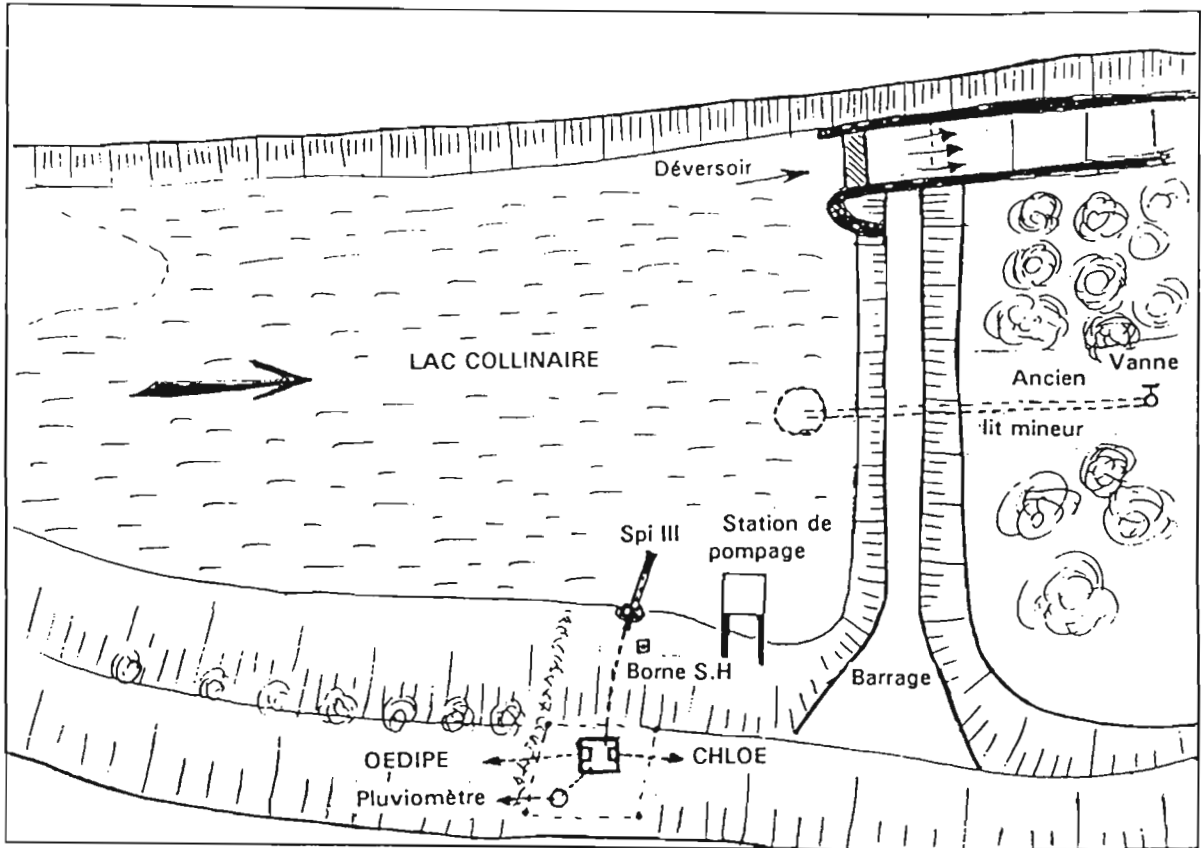 Déversoir
LAC COLLINAIRE
Vanne
Ancien
lit mineur
Spi III
Station de
pompage
Borne S.H
Barrage
OEDIPE
CHLOE
Pluviomètre